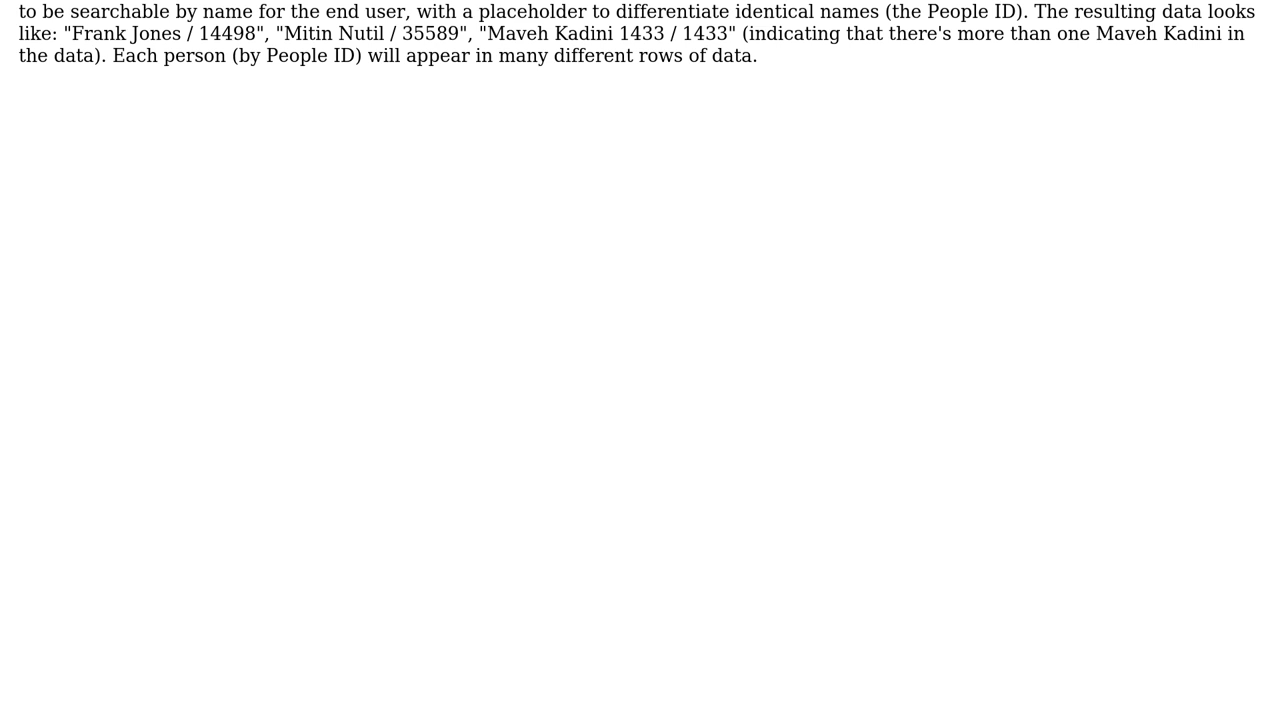 to be searchable by name for the end user, with a placeholder to differentiate identical names (the People ID). The resulting data looks
like: "Frank Jones / 14498", "Mitin Nutil / 35589", "Maveh Kadini 1433 / 1433" (indicating that there's more than one Maveh Kadini in
the data). Each person (by People ID) will appear in many different rows of data.